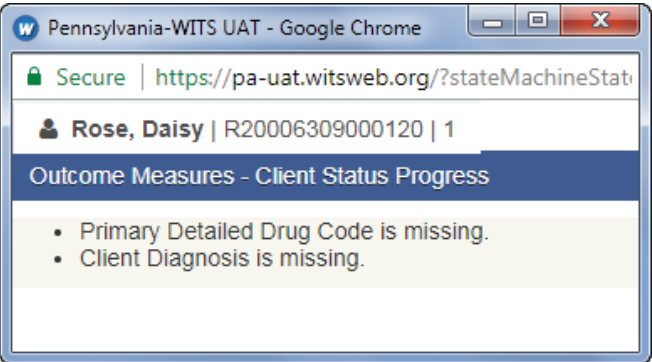 Pennsylvania-WITS UAT - Google Chrome
Secure | https://pa-uat.witsweb.org/?stateMachineStat
Rose, Daisy | R20006309000120 | 1
Outcome Measures - Client Status Progress
• Primary Detailed Drug Code is missing.
• Client Diagnosis is missing.